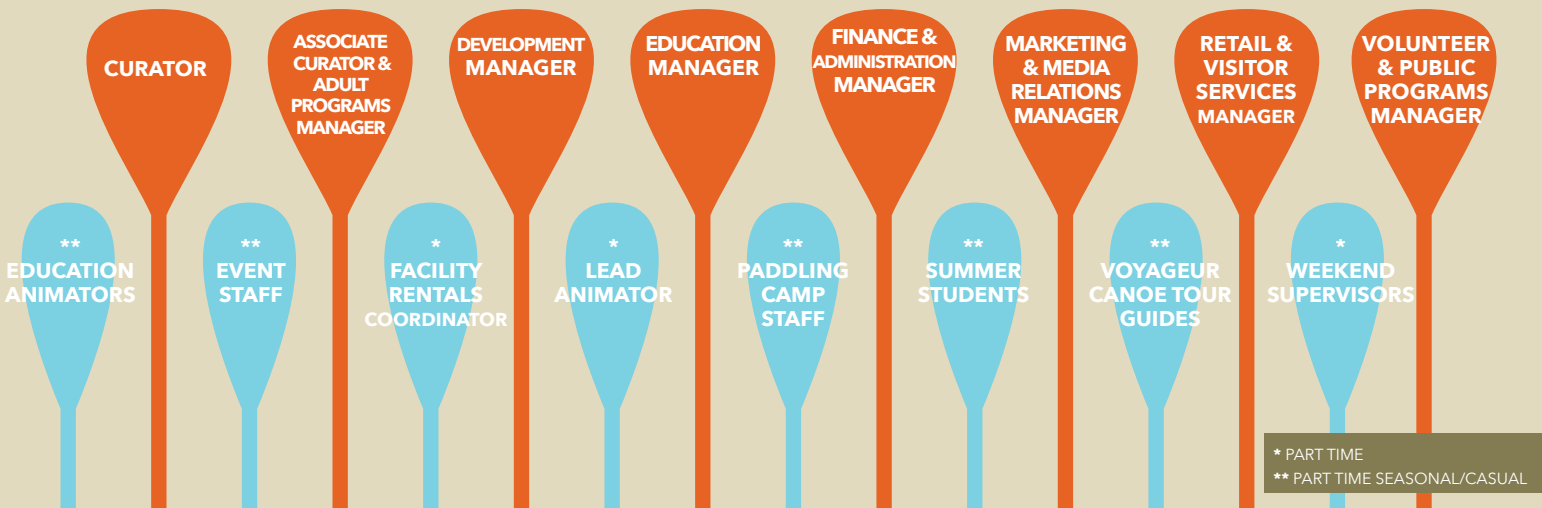 CURATOR
ASSOCIATE
CURATOR &
ADULT
PROGRAMS
MANAGER
DEVELOPMENT
MANAGER
EDUCATION
MANAGER
FINANCE &
ADMINISTRATION
MANAGER
MARKETING
& MEDIA
RELATIONS
MANAGER
RETAIL &
VISITOR
SERVICES
MANAGER
VOLUNTEER
& PUBLIC
PROGRAMS
MANAGER
**
EDUCATION
ANIMATORS
**
EVENT
STAFF
*
FACILITY
RENTALS
COORDINATOR
*
LEAD
ANIMATOR
**
PADDLING
CAMP
STAFF
**
SUMMER
STUDENTS
**
VOYAGEUR
CANOE TOUR
GUIDES
*
WEEKEND
SUPERVISORS
* PART TIME
** PART TIME SEASONAL/CASUAL